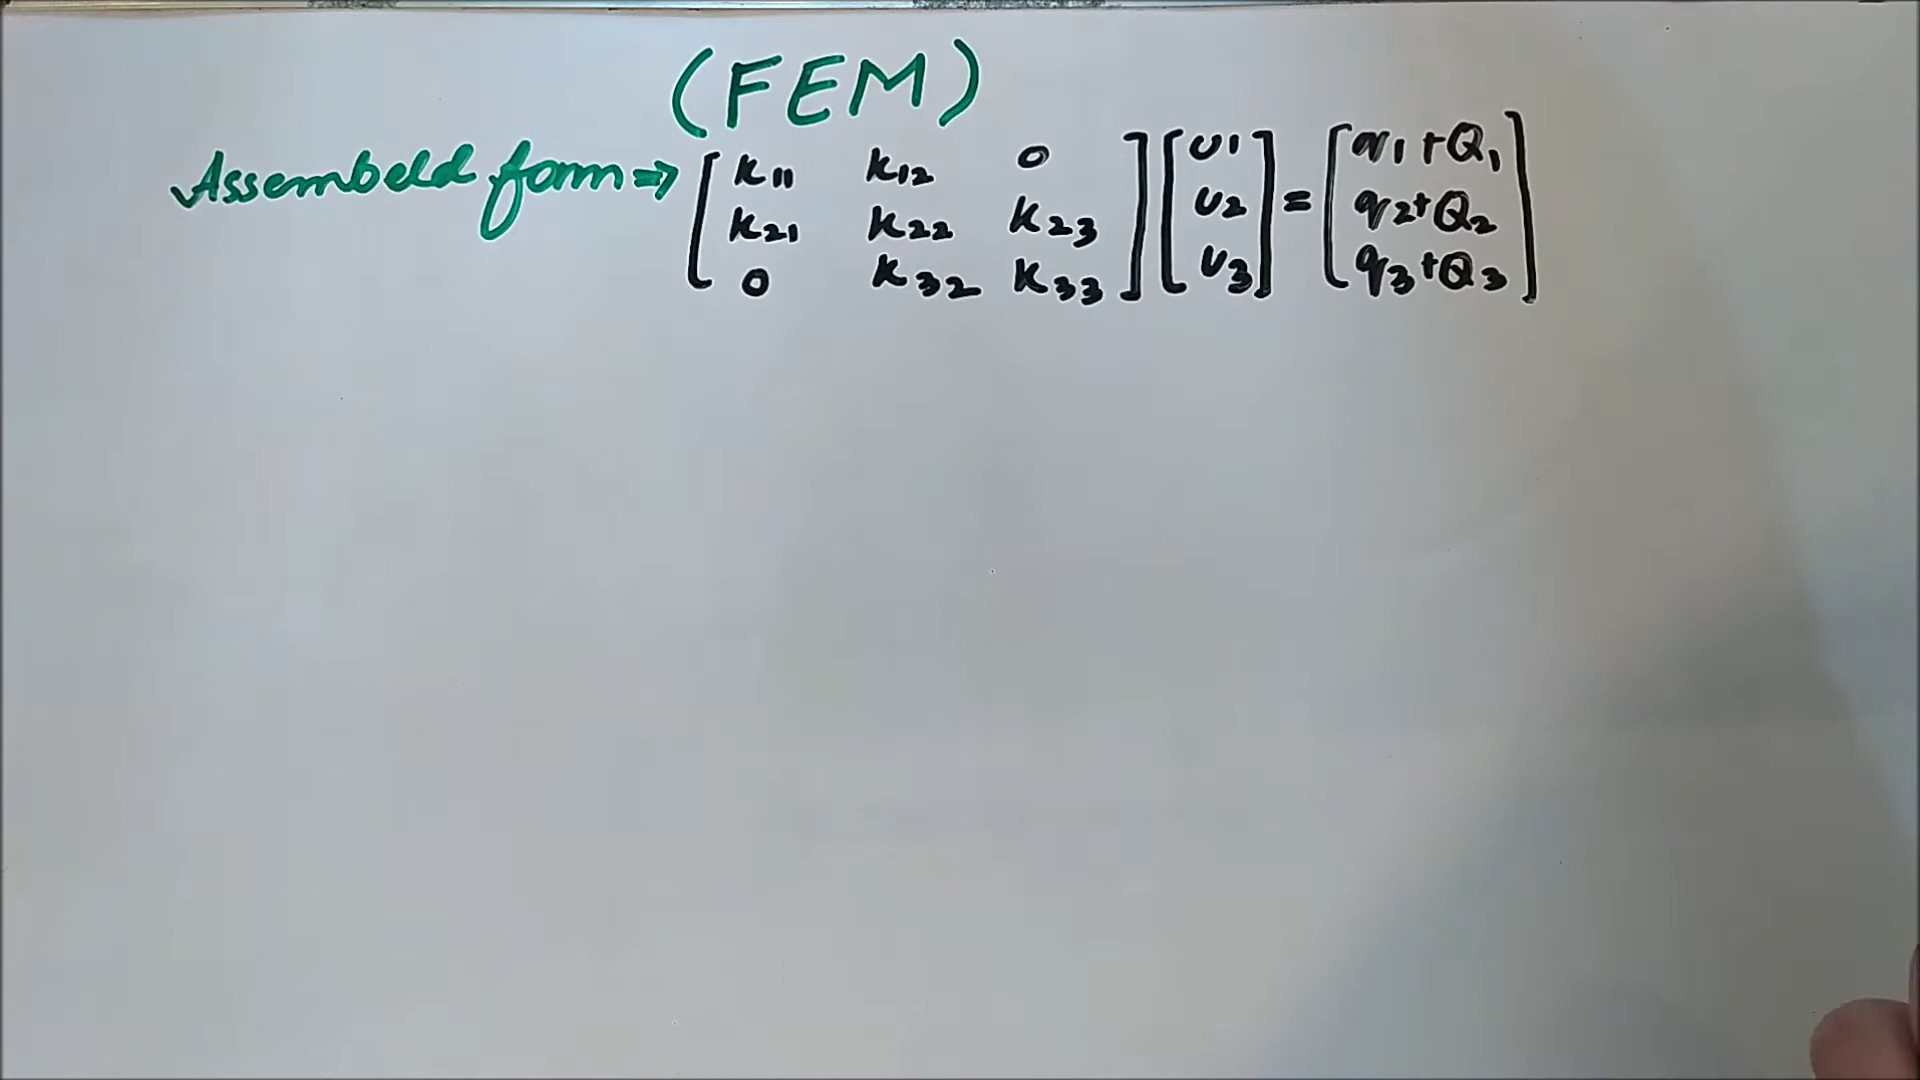 (FEM)
Assembeld form ⇒ [ K11 K12 0 ] [ U1 ] = [ q1+Q1 ]
[ K21 K22 K23 ] [ U2 ] [ q2+Q2 ]
[ 0 K32 K33 ] [ U3 ] [ q3+Q3 ]